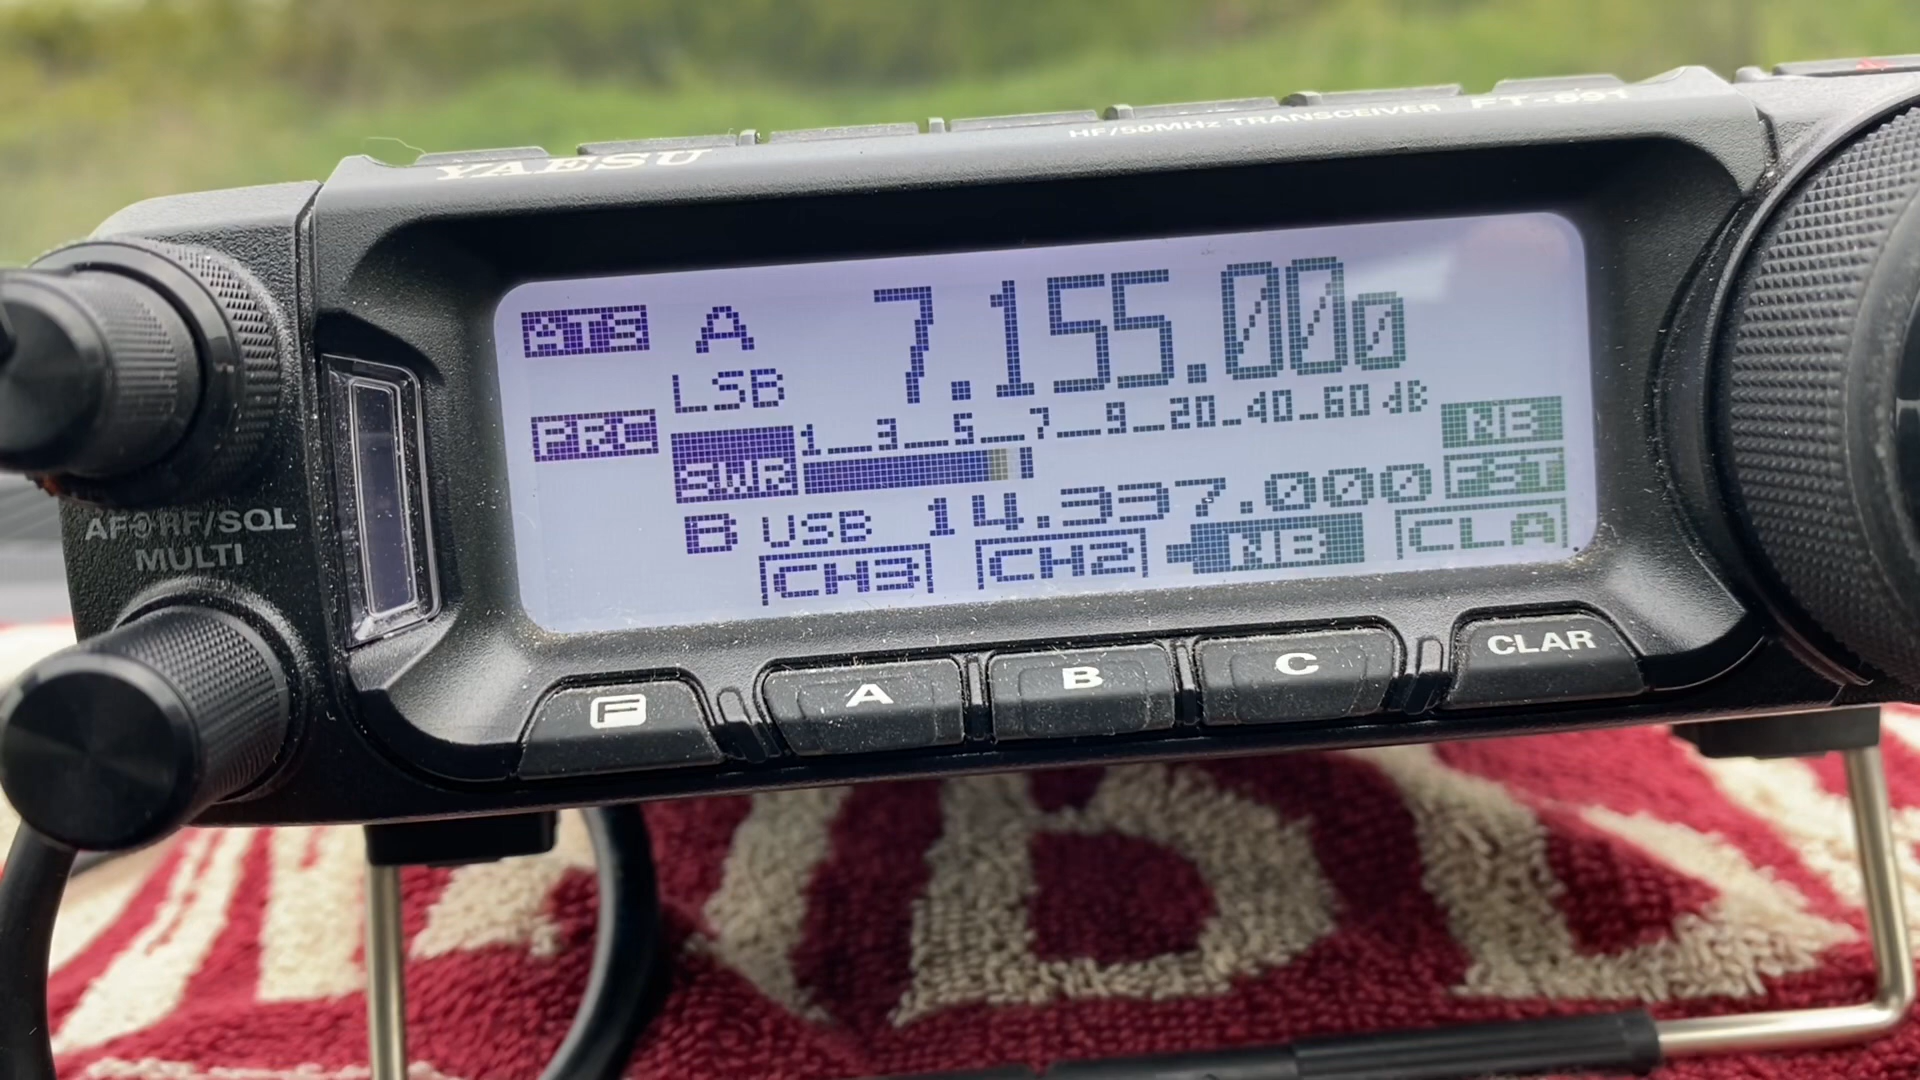 YAESU HF/50MHz TRANSCEIVER FT-891
ATS A 7.155.000
LSB
1 3 5 7 9 20 40 60 dB
PRC SWR NB
FST
B USB 14.337.000
CH3 CH2 NB CLA
AF RF/SQL
MULTI
F A B C CLAR